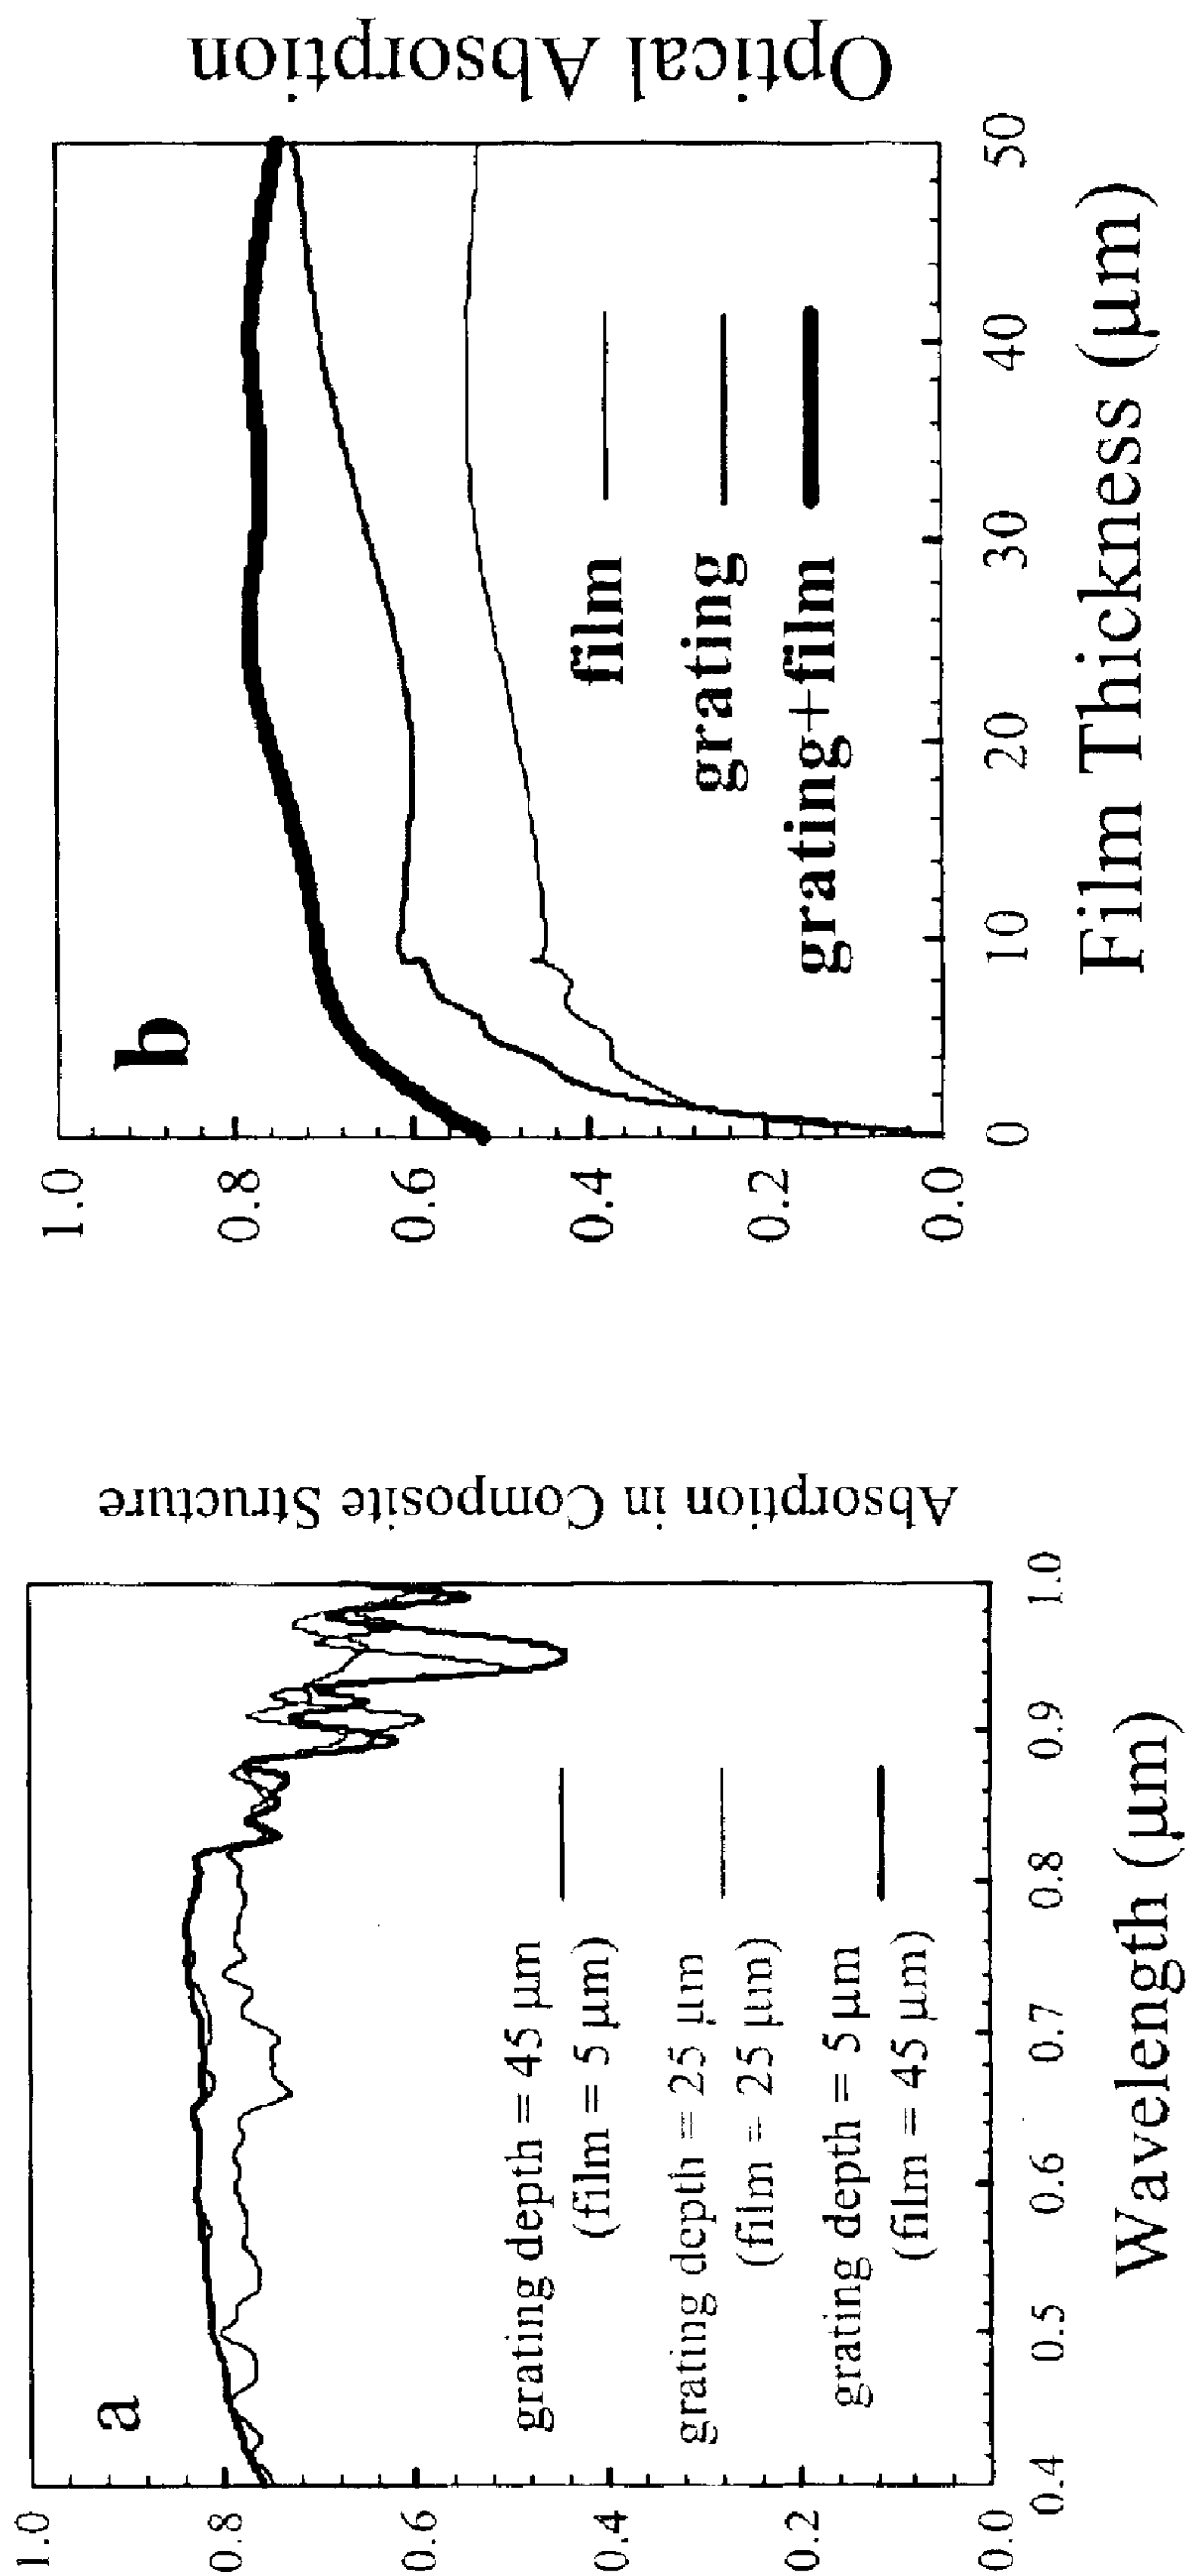 a
Absorption in Composite Structure
1.0
0.8
0.6
0.4
0.2
0.0
0.4 0.5 0.6 0.7 0.8 0.9 1.0
Wavelength (μm)
grating depth = 45 μm
(film = 5 μm)
grating depth = 25 μm
(film = 25 μm)
grating depth = 5 μm
(film = 45 μm)
b
Optical Absorption
1.0
0.8
0.6
0.4
0.2
0.0
0 10 20 30 40 50
Film Thickness (μm)
film
grating
grating+film